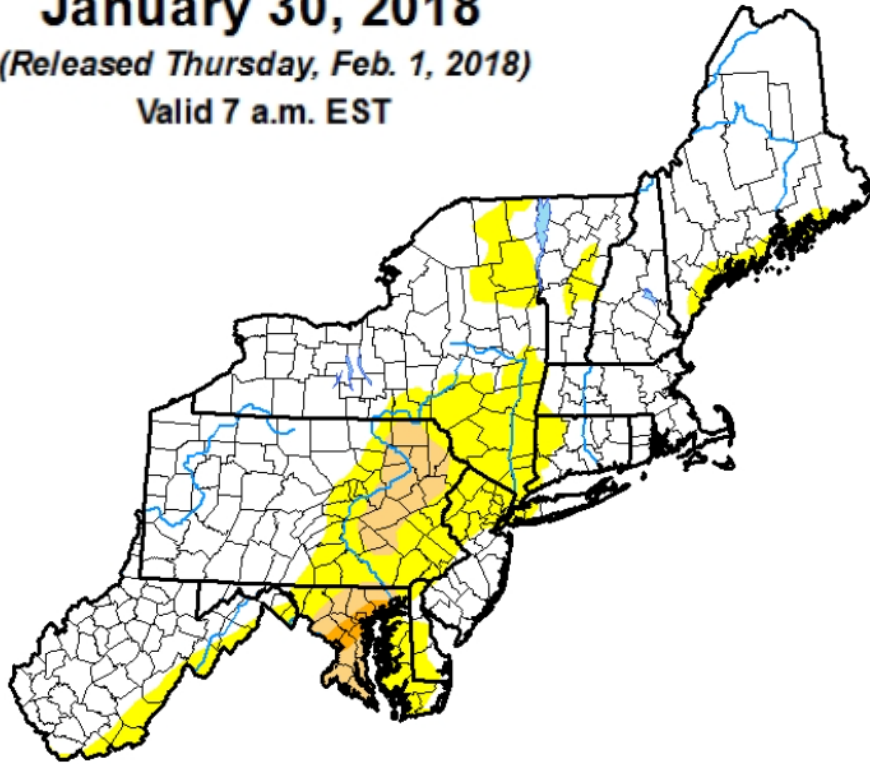 January 30, 2018
(Released Thursday, Feb. 1, 2018)
Valid 7 a.m. EST